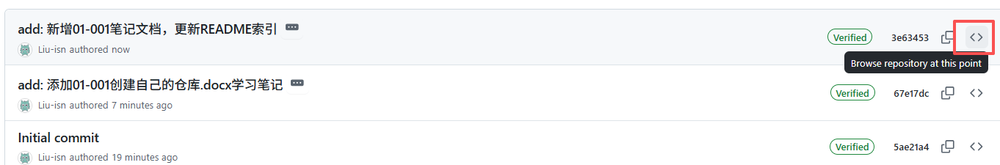 add: 新增01-001笔记文档，更新README索引
Liu-isn authored now
Verified
3e63453
Browse repository at this point
add: 添加01-001创建自己的仓库.docx学习笔记
Liu-isn authored 7 minutes ago
Verified
67e17dc
Initial commit
Liu-isn authored 19 minutes ago
Verified
5ae21a4